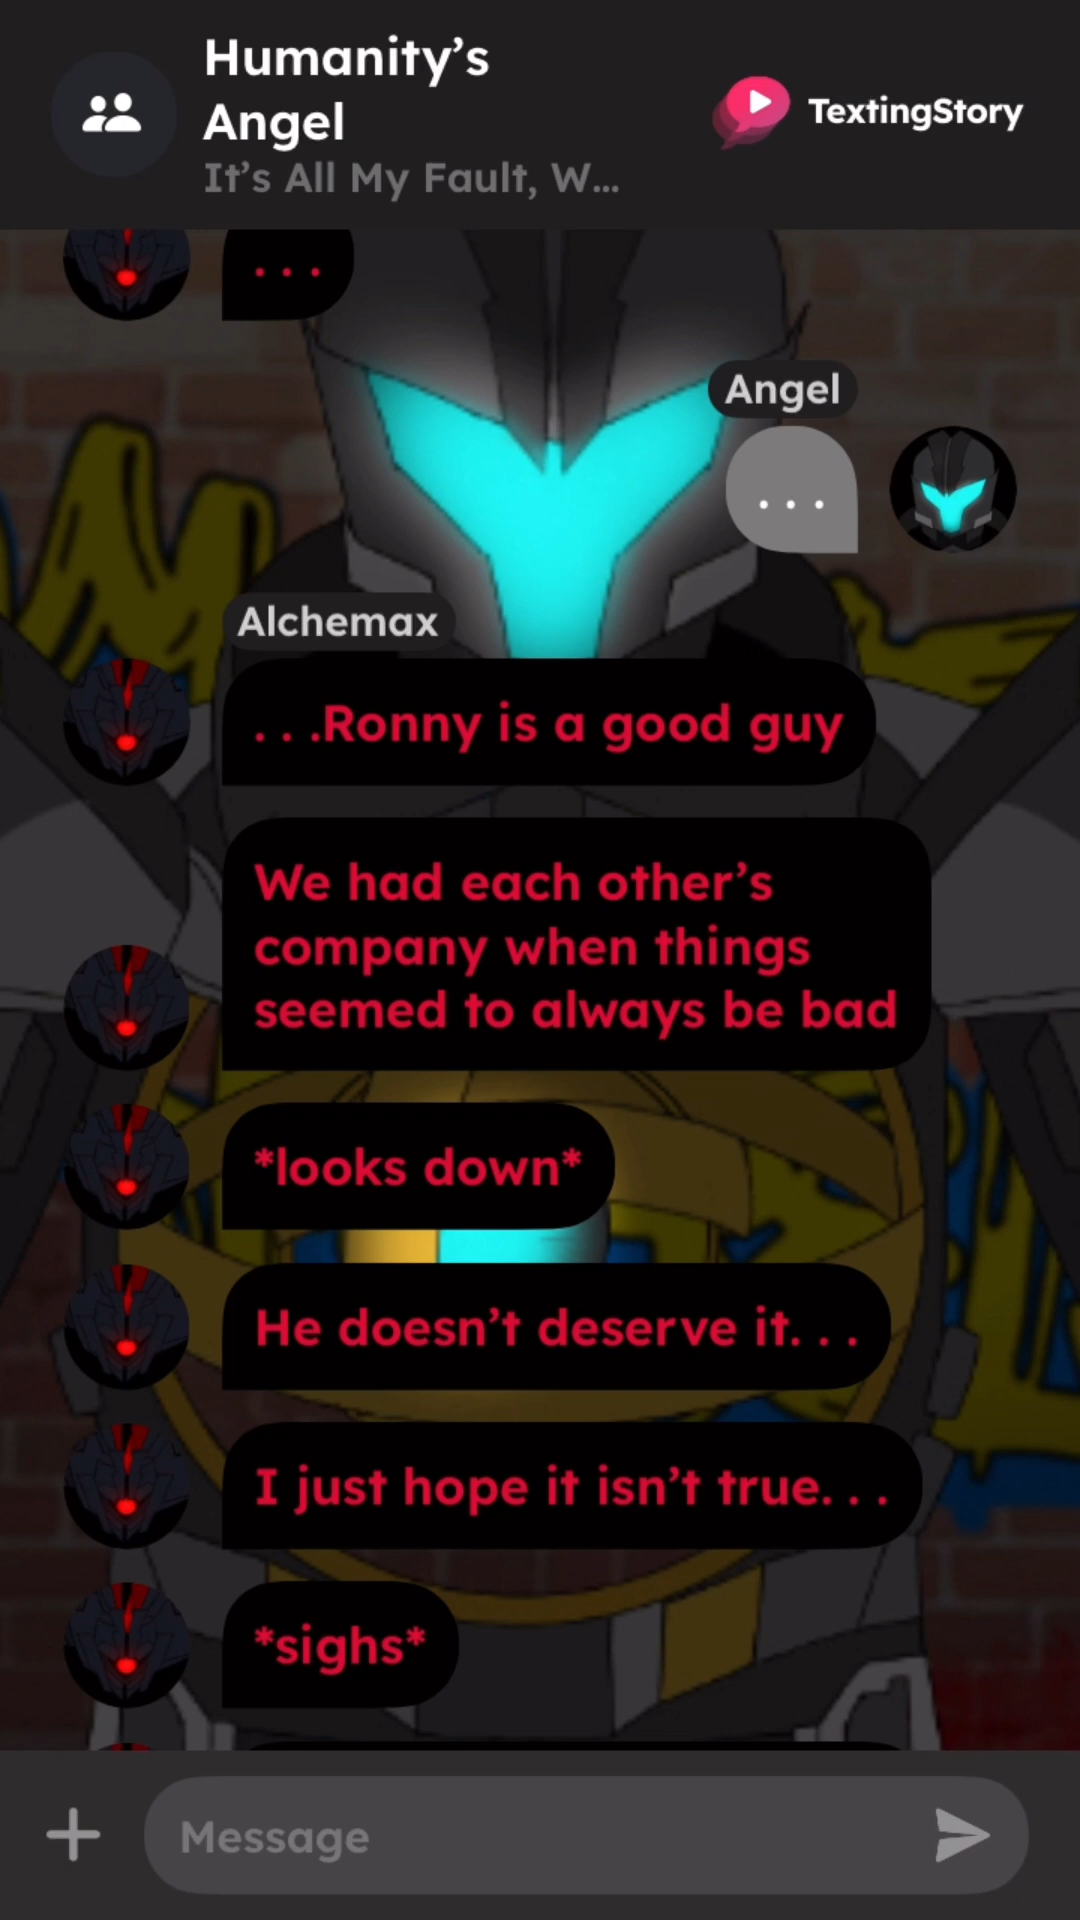 Humanity’s
Angel
TextingStory
It’s All My Fault, W...
. . .
Angel
. . .
Alchemax
. . .Ronny is a good guy
We had each other’s
company when things
seemed to always be bad
*looks down*
He doesn’t deserve it. . .
I just hope it isn’t true. . .
*sighs*
Message